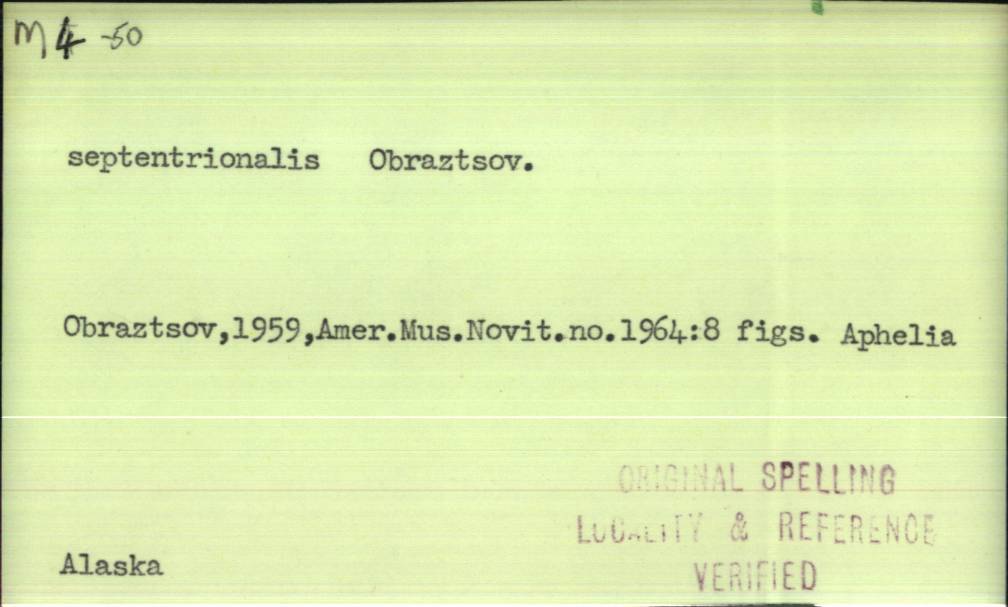 M 4 -50
septentrionalis Obraztsov.
Obraztsov,1959,Amer.Mus.Novit.no.1964:8 figs. Aphelia
ORIGINAL SPELLING
LOCALITY & REFERENCE
VERIFIED
Alaska